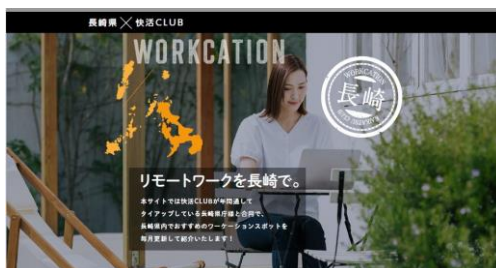 長崎県╳快活CLUB
WORKCATION
WORKCATION
長崎
KAIKATSU CLUB
リモートワークを長崎で。
本サイトでは快活CLUBが年間通して
タイアップしている長崎県庁様と合同で、
長崎県内でおすすめのワーケーションスポットを
毎月更新して紹介いたします！